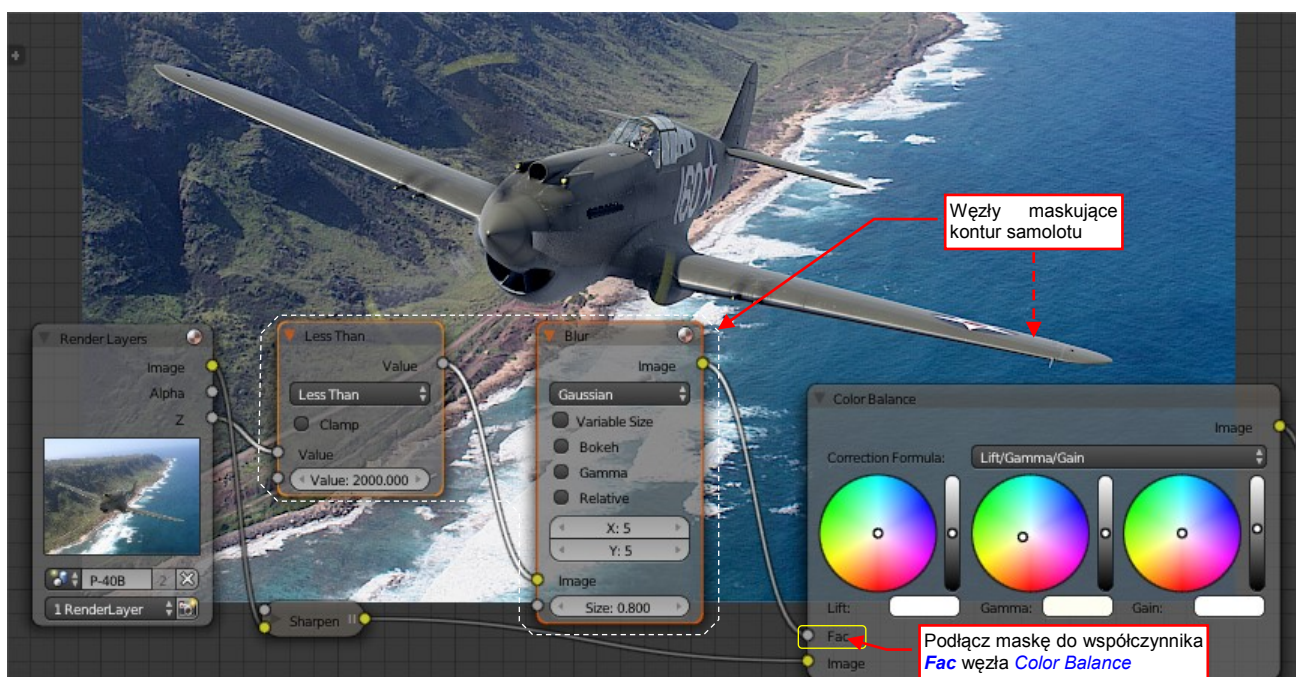 160
Węzły maskujące
kontur samolotu
Render Layers
Image
Alpha
Z
P-40B
2
1 RenderLayer
Less Than
Value
Less Than
Clamp
Value
Value: 2000.000
Sharpen
Blur
Image
Gaussian
Variable Size
Bokeh
Gamma
Relative
X: 5
Y: 5
Image
Size: 0.800
Color Balance
Image
Correction Formula: Lift/Gamma/Gain
Lift: Gamma: Gain:
Fac
Image
Podłącz maskę do współczynnika
Fac węzła Color Balance